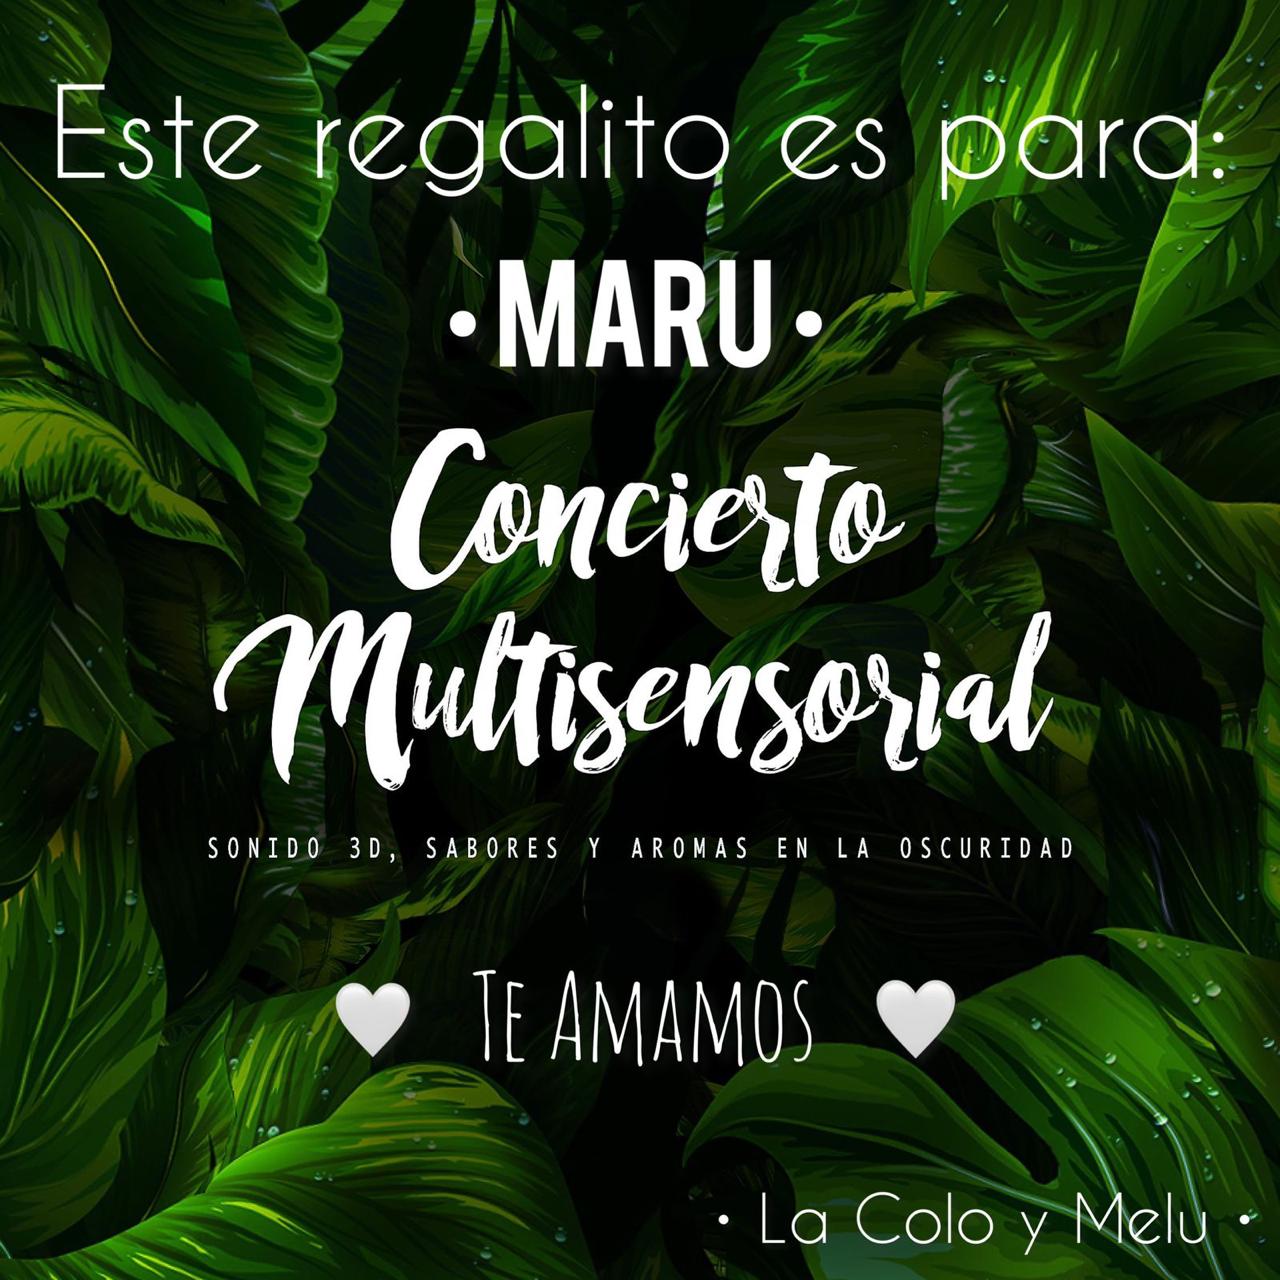 Este regalito es para:
• MARU •
Concierto
Multisensorial
SONIDO 3D, SABORES Y AROMAS EN LA OSCURIDAD
🤍 TE AMAMOS 🤍
• La Colo y Melu •